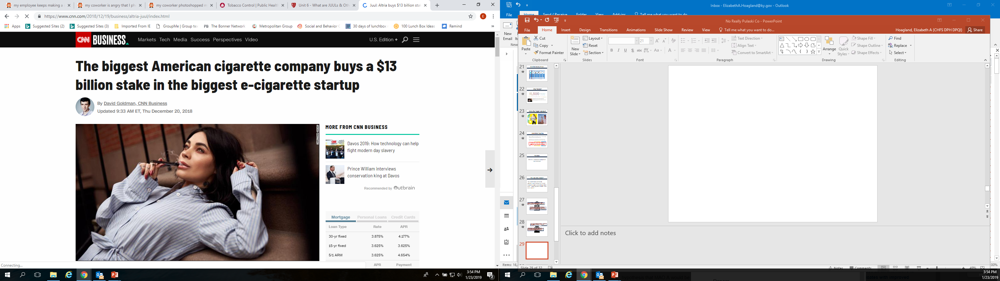 my employee keeps making a s
my coworker is angry that I ph
my coworker photoshopped m
Tobacco Control | Public Health
Unit 6 - What are JUULs & Oth
Juul: Altria buys $13 billion stak
https://www.cnn.com/2018/12/19/business/altria-juul/index.html
E
Apps
Suggested Sites (2)
Suggested Sites (3)
Imported From IE
GroupMe | Group tex
PB The Bonner Network
Metropolitan Group
Social and Behavior C
30 days of lunchbox
100 Lunch Box Ideas
Remind
CNN BUSINESS
Markets Tech Media Success Perspectives Video
U.S. Edition +
The biggest American cigarette company buys a $13
billion stake in the biggest e-cigarette startup
By David Goldman, CNN Business
Updated 9:33 AM ET, Thu December 20, 2018
MORE FROM CNN BUSINESS
Davos 2019: How technology can help
fight modern day slavery
Prince William interviews
conservation king at Davos
Recommended by Outbrain
Mortgage Personal Loans Credit Cards
Loan Type Rate APR
30-yr fixed 3.875% 4.177%
15-yr fixed 3.625% 3.625%
5/1 ARM 3.625% 4.654%
APR Payment
Connecting...
3:54 PM
1/23/2019
2
Inbox - ElizabethA.Hoagland@ky.gov - Outlook
File Home Send / Receive Folder View Add-ins Tell me what you want to do
New
Email
New
Items: 16,
No Really Pulaski Co - PowerPoint
File Home Insert Design Transitions Animations Slide Show Review View Tell me what you want to do...
Hoagland, Elizabeth A (CHFS DPH DPQI)
Share
Paste
Cut
Copy
Format Painter
Clipboard
New
Slide
Layout
Reset
Section
Slides
21
B I U S abc AV Aa A
Font
Text Direction
Align Text
Convert to SmartArt
Paragraph
Arrange
Quick
Styles
Shape Fill
Shape Outline
Shape Effects
Drawing
Find
Replace
Select
Editing
21
22
Why Flavors?
15,500
23
What's the Target Audience?
24
25
26
27
28
29
Click to add notes
Slide 29 of 32
Notes
Comments
49%
00%
3:54 PM
1/23/2019